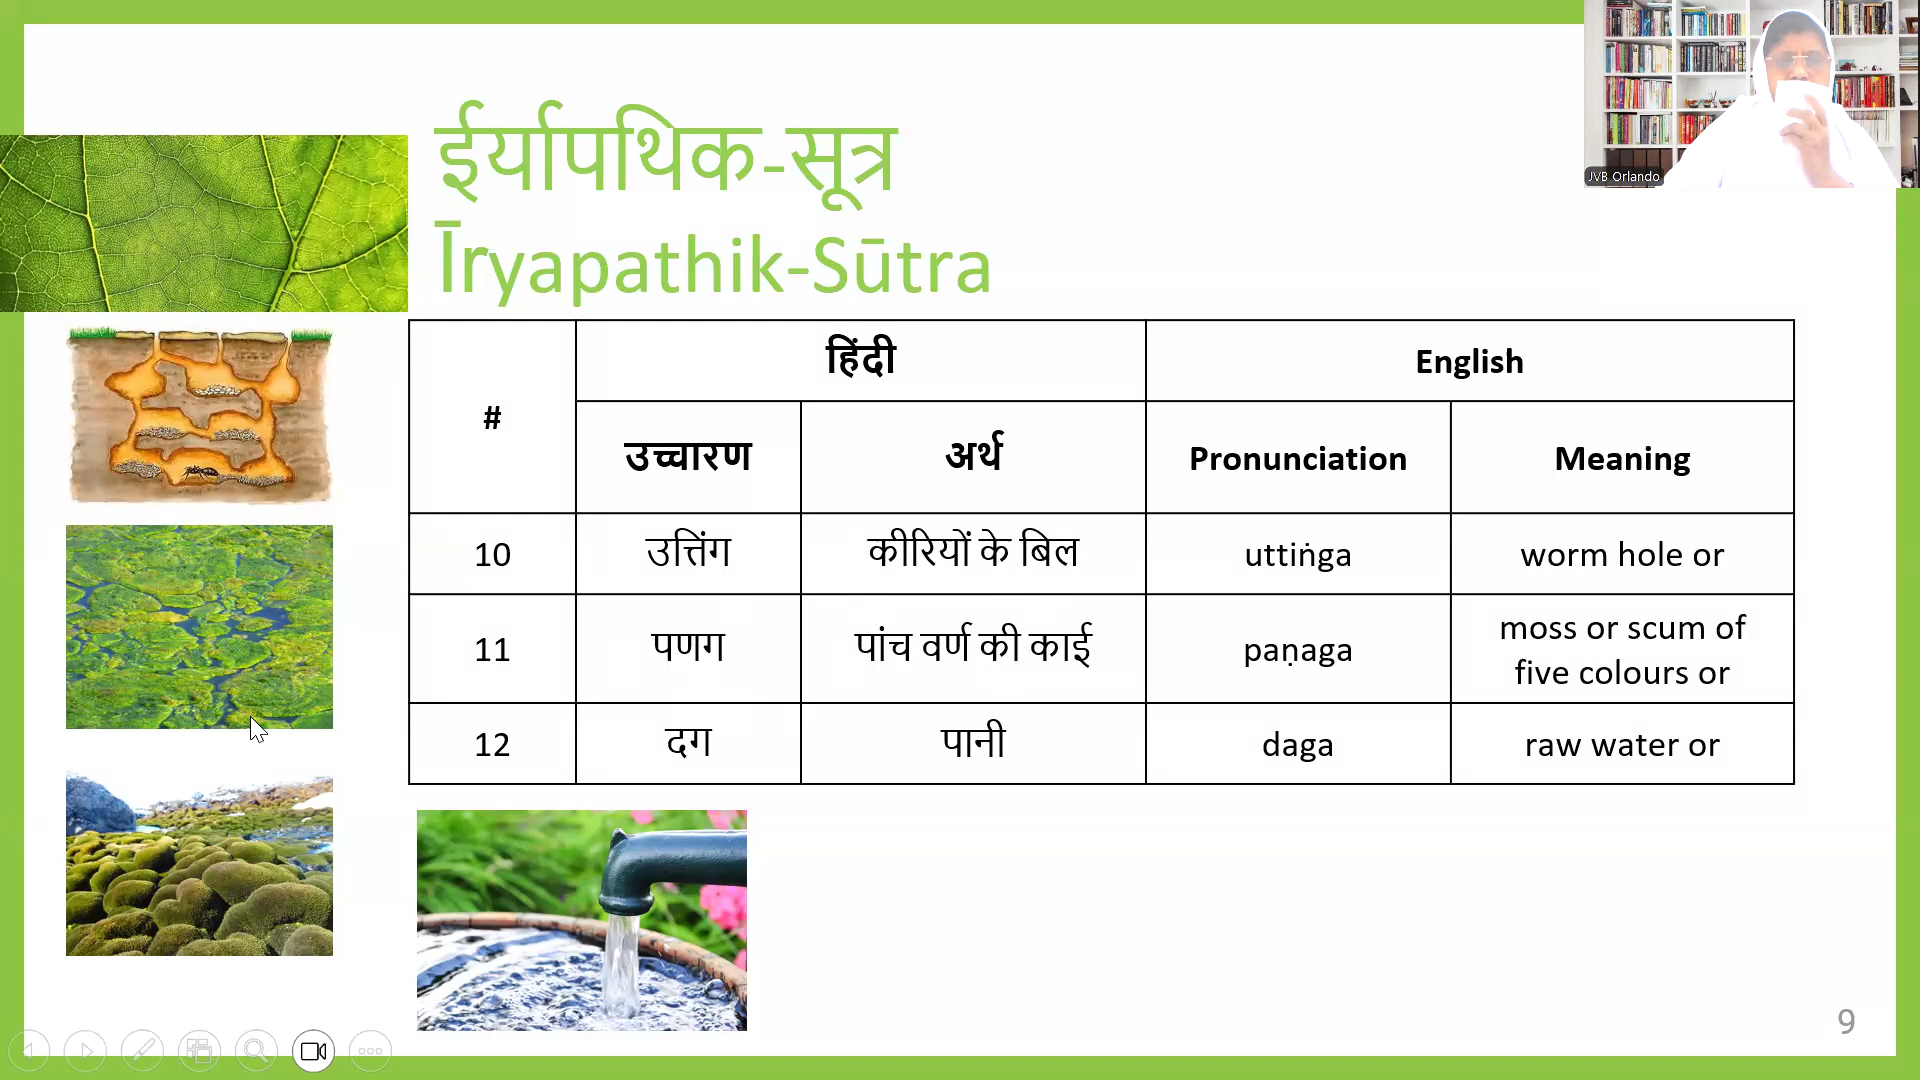 ईर्यापथिक-सूत्र
Īryapathik-Sūtra
JVB Orlando
#
हिंदी
English
उच्चारण
अर्थ
Pronunciation
Meaning
10
उत्तिंग
कीरियों के बिल
uttiṅga
worm hole or
11
पणग
पांच वर्ण की काई
paṇaga
moss or scum of
five colours or
12
दग
पानी
daga
raw water or
9